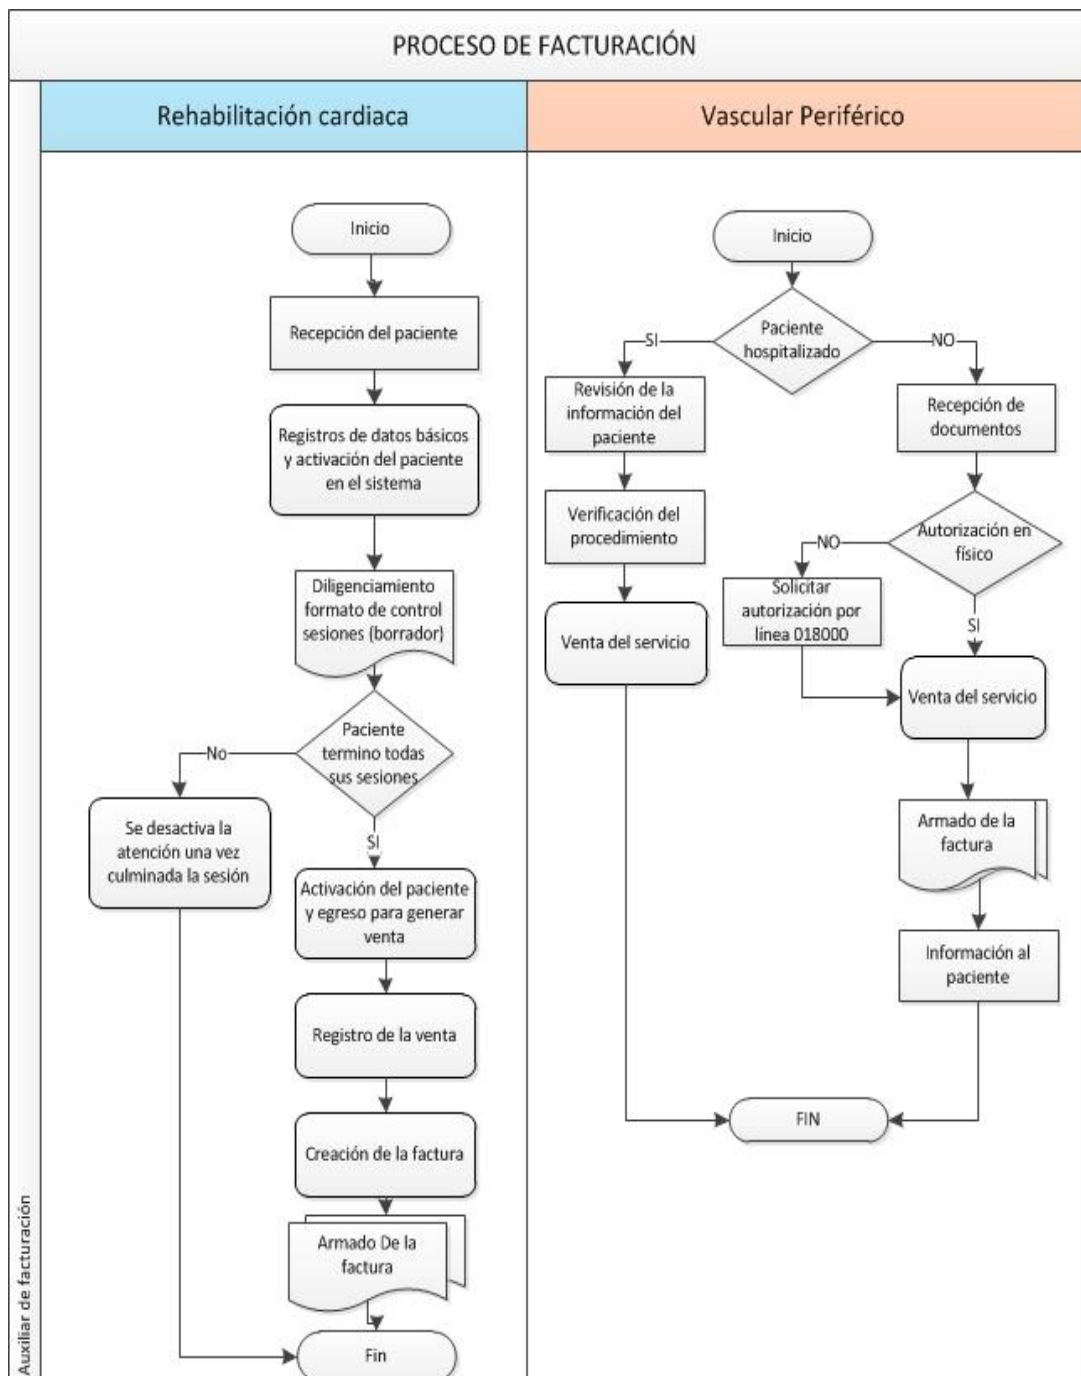 PROCESO DE FACTURACIÓN
Rehabilitación cardiaca
Vascular Periférico
Auxiliar de facturación
Inicio
Recepción del paciente
Registros de datos básicos
y activación del paciente
en el sistema
Diligenciamiento
formato de control
sesiones (borrador)
Paciente
termino todas
sus sesiones
No
Se desactiva la
atención una vez
culminada la sesión
SI
Activación del paciente
y egreso para generar
venta
Registro de la venta
Creación de la factura
Armado De la
factura
Fin
Inicio
Paciente
hospitalizado
SI
Revisión de la
información del
paciente
Verificación del
procedimiento
Venta del servicio
NO
Recepción de
documentos
Autorización en
físico
NO
Solicitar
autorización por
línea 018000
SI
Venta del servicio
Armado de la
factura
Información al
paciente
FIN